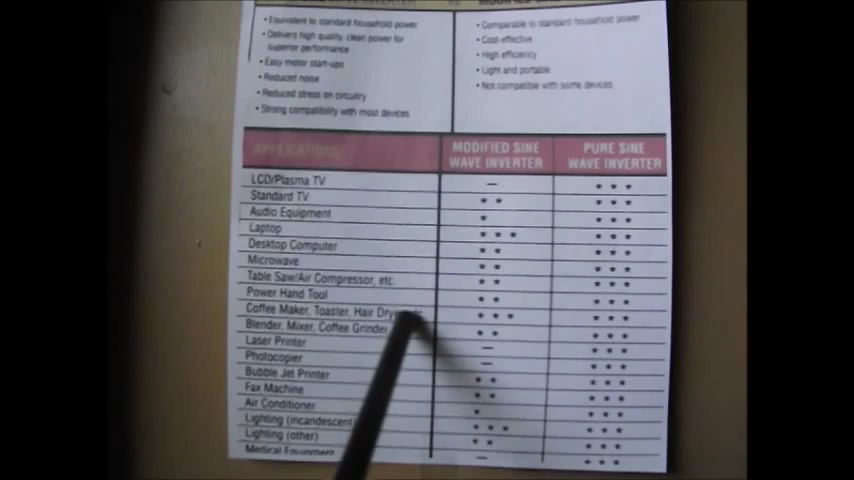 • Equivalent to standard household power
• Delivers high quality, clean power for
superior performance
• Easy motor start-ups
• Reduced noise
• Reduced stress on circuitry
• Strong compatibility with most devices
• Comparable to standard household power
• Cost-effective
• High efficiency
• Light and portable
• Not compatible with some devices
APPLICATIONS MODIFIED SINE WAVE INVERTER PURE SINE WAVE INVERTER
LCD/Plasma TV — ***
Standard TV ** ***
Audio Equipment * ***
Laptop *** ***
Desktop Computer ** ***
Microwave ** ***
Table Saw/Air Compressor, etc ** ***
Power Hand Tool ** ***
Coffee Maker, Toaster, Hair *** ***
Blender, Mixer, Coffee Grinder ** ***
Laser Printer — ***
Photocopier — ***
Bubble Jet Printer ** ***
Fax Machine ** ***
Air Conditioner * ***
Lighting (incandescent) *** ***
Lighting (other) ** ***
Medical Equipment — ***